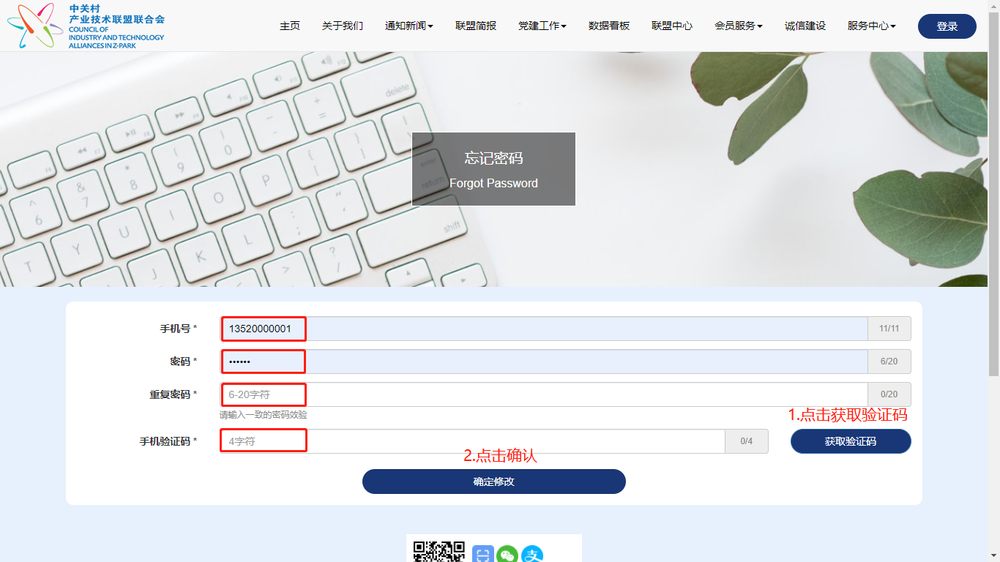 中关村
产业技术联盟联合会
COUNCIL OF
INDUSTRY AND TECHNOLOGY
ALLIANCES IN Z-PARK
主页 关于我们 通知新闻 联盟简报 党建工作 数据看板 联盟中心 会员服务 诚信建设 服务中心 登录
delete
enter
return
shift
忘记密码
Forgot Password
手机号 * 13520000001 11/11
密码 * •••••• 6/20
重复密码 * 6-20字符 0/20
请输入一致的密码效验
1.点击获取验证码
手机验证码 * 4字符 0/4 获取验证码
2.点击确认
确定修改